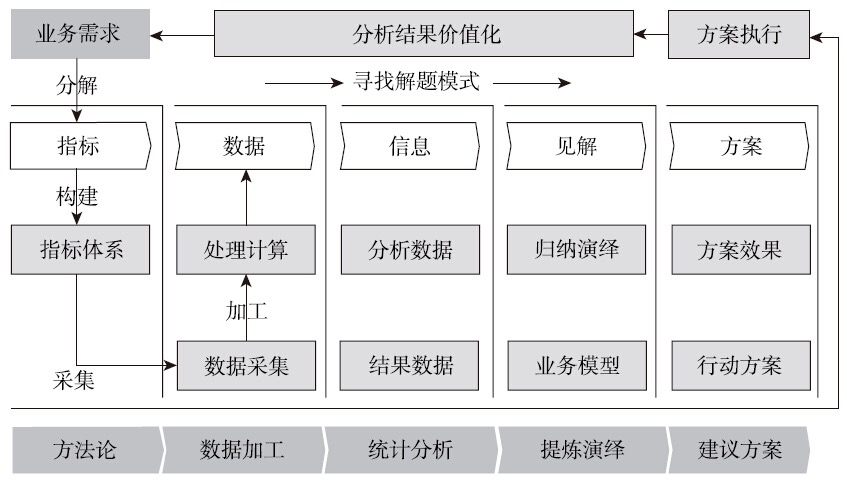 业务需求
分析结果价值化
方案执行
分解
寻找解题模式
指标
数据
信息
见解
方案
构建
指标体系
处理计算
分析数据
归纳演绎
方案效果
加工
采集
数据采集
结果数据
业务模型
行动方案
方法论
数据加工
统计分析
提炼演绎
建议方案